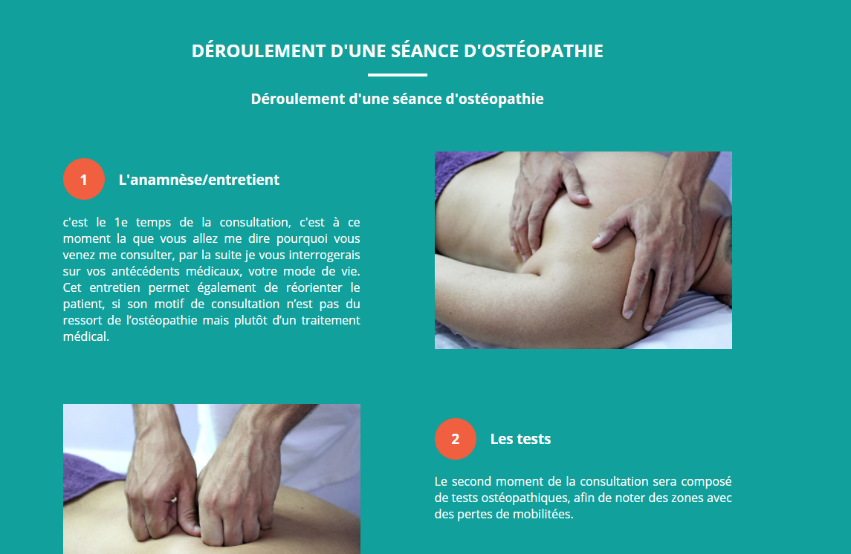 DÉROULEMENT D'UNE SÉANCE D'OSTÉOPATHIE
Déroulement d'une séance d'ostéopathie
1 L'anamnèse/entretient
c'est le 1e temps de la consultation, c'est à ce
moment la que vous allez me dire pourquoi vous
venez me consulter, par la suite je vous interrogerais
sur vos antécédents médicaux, votre mode de vie.
Cet entretien permet également de réorienter le
patient, si son motif de consultation n’est pas du
ressort de l’ostéopathie mais plutôt d’un traitement
médical.
2 Les tests
Le second moment de la consultation sera composé
de tests ostéopathiques, afin de noter des zones avec
des pertes de mobilitées.